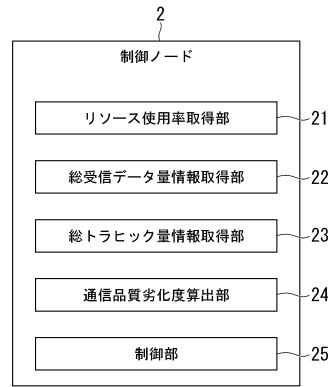 2
制御ノード
リソース使用率取得部
21
総受信データ量情報取得部
22
総トラヒック量情報取得部
23
通信品質劣化度算出部
24
制御部
25